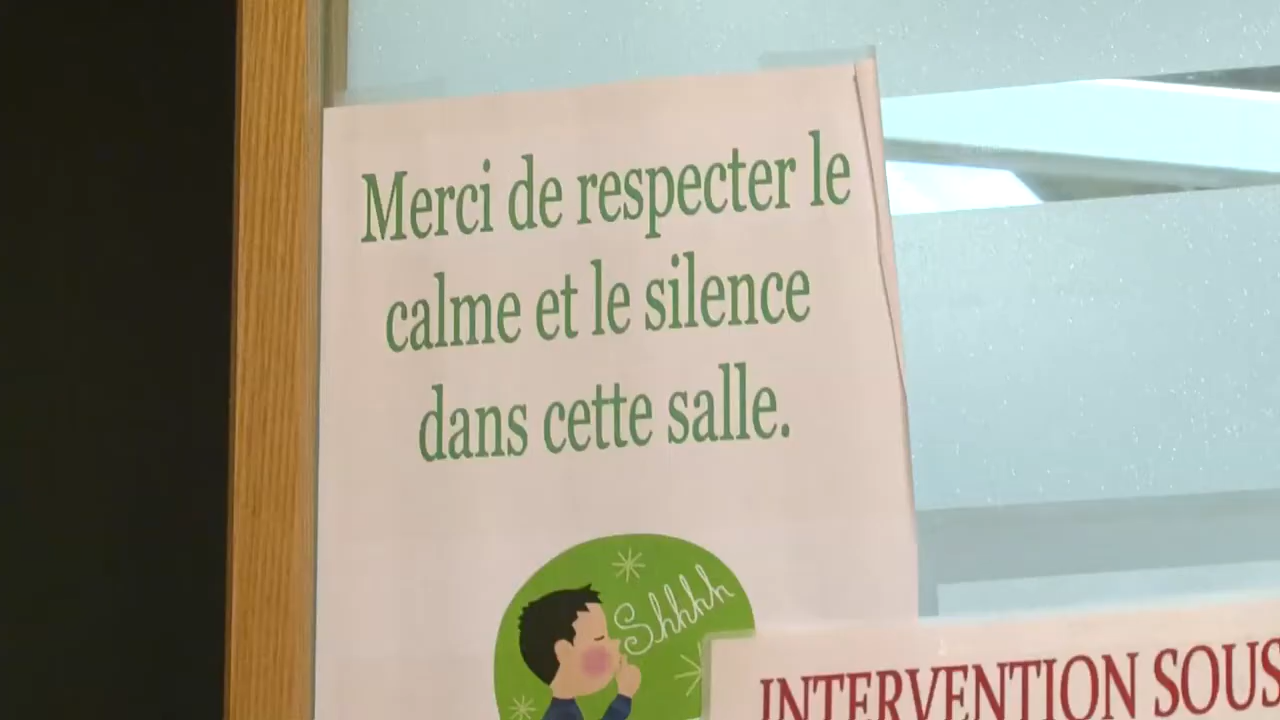 Merci de respecter le
calme et le silence
dans cette salle.
Shhhh
INTERVENTION SOUS